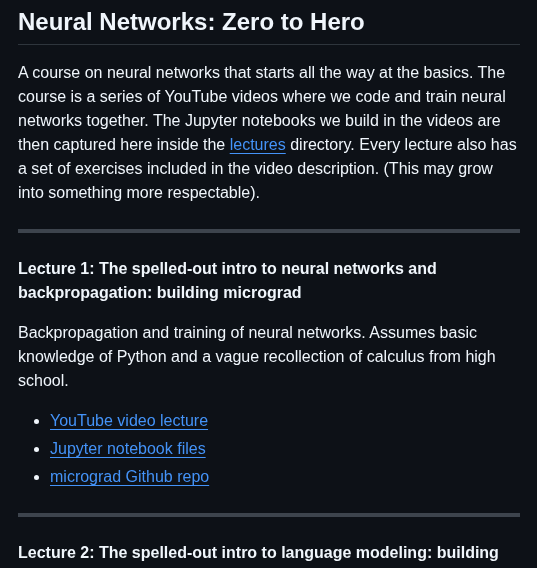 Neural Networks: Zero to Hero
A course on neural networks that starts all the way at the basics. The
course is a series of YouTube videos where we code and train neural
networks together. The Jupyter notebooks we build in the videos are
then captured here inside the lectures directory. Every lecture also has
a set of exercises included in the video description. (This may grow
into something more respectable).
Lecture 1: The spelled-out intro to neural networks and
backpropagation: building micrograd
Backpropagation and training of neural networks. Assumes basic
knowledge of Python and a vague recollection of calculus from high
school.
YouTube video lecture
Jupyter notebook files
micrograd Github repo
Lecture 2: The spelled-out intro to language modeling: building